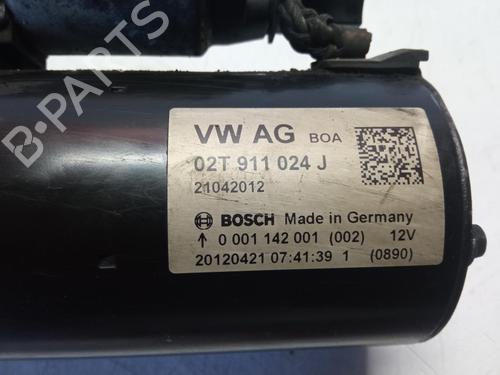 VW AG BOA
02T 911 024 J
21042012
BOSCH Made in Germany
↑ 0 001 142 001 (002) 12V
20120421 07:41:39 1 (0890)
B-PARTS